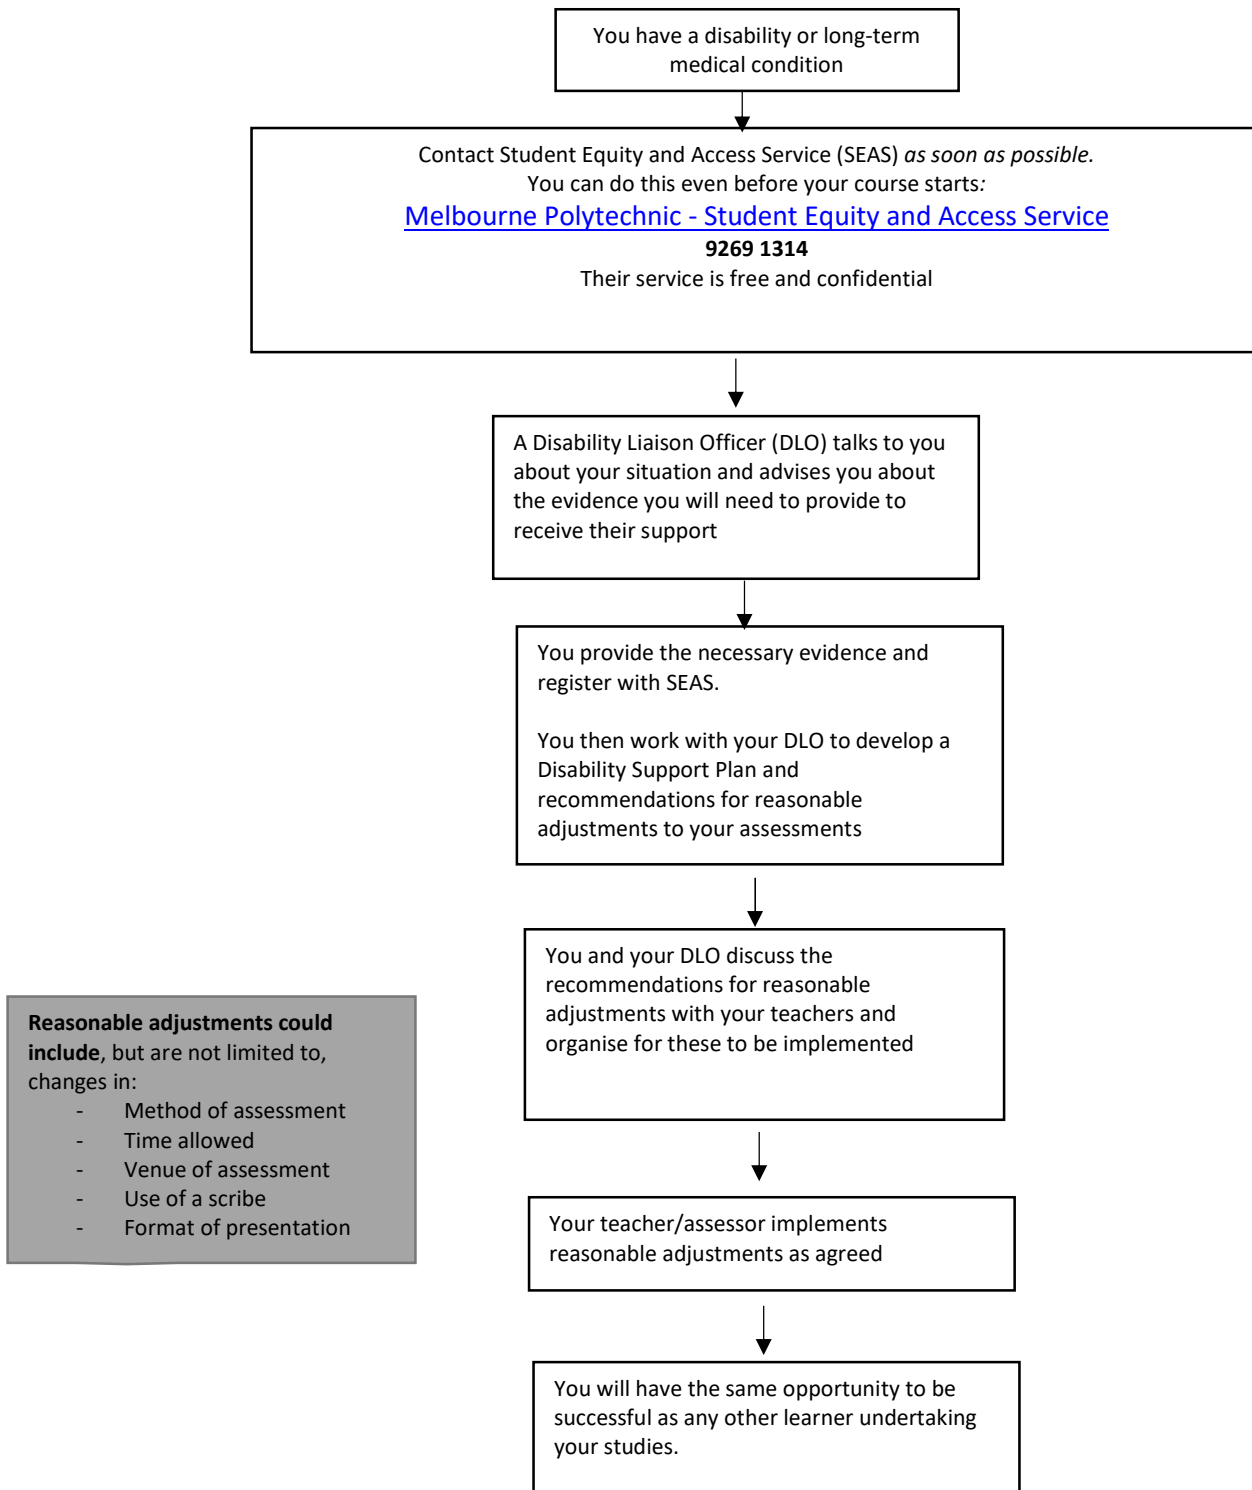 You have a disability or long-term
medical condition
Contact Student Equity and Access Service (SEAS) as soon as possible.
You can do this even before your course starts:
Melbourne Polytechnic - Student Equity and Access Service
9269 1314
Their service is free and confidential
A Disability Liaison Officer (DLO) talks to you
about your situation and advises you about
the evidence you will need to provide to
receive their support
You provide the necessary evidence and
register with SEAS.
You then work with your DLO to develop a
Disability Support Plan and
recommendations for reasonable
adjustments to your assessments
You and your DLO discuss the
recommendations for reasonable
adjustments with your teachers and
organise for these to be implemented
Reasonable adjustments could
include, but are not limited to,
changes in:
- Method of assessment
- Time allowed
- Venue of assessment
- Use of a scribe
- Format of presentation
Your teacher/assessor implements
reasonable adjustments as agreed
You will have the same opportunity to be
successful as any other learner undertaking
your studies.